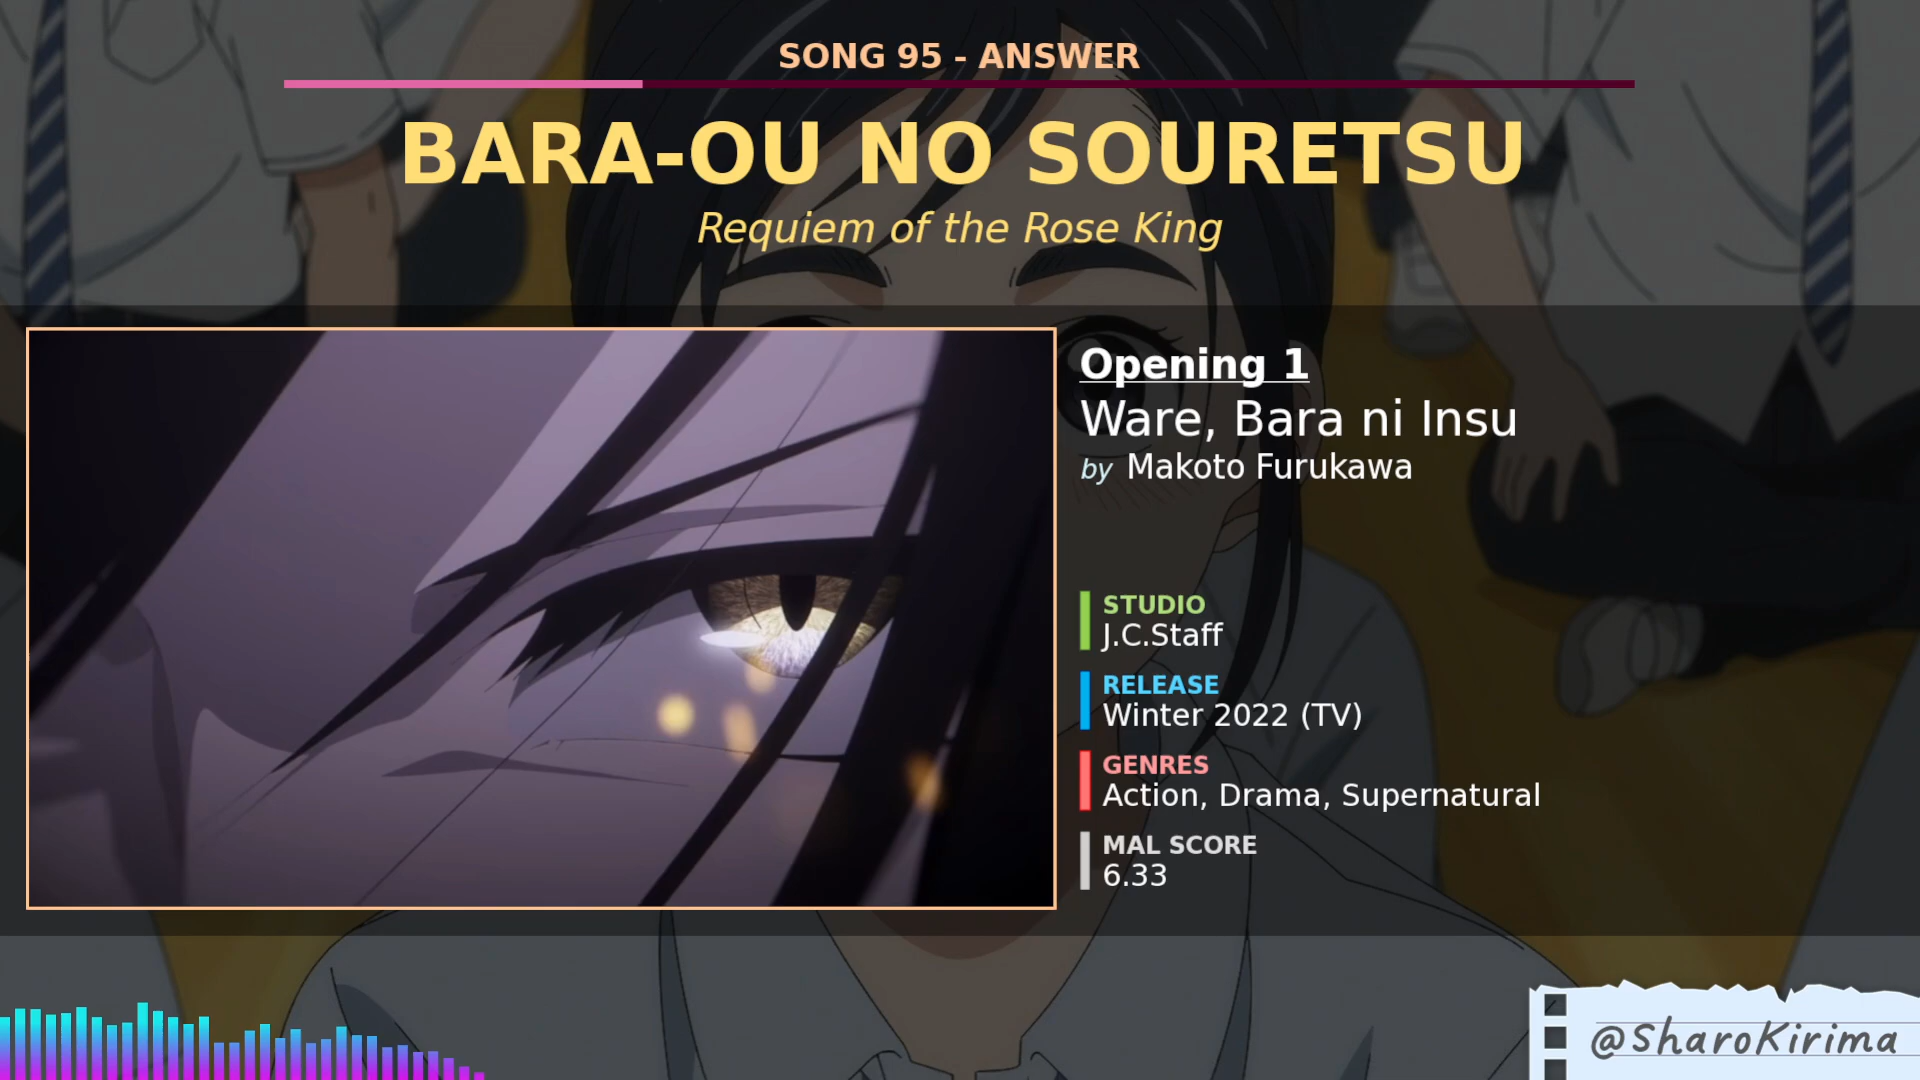 SONG 95 - ANSWER
BARA-OU NO SOURETSU
Requiem of the Rose King
Opening 1
Ware, Bara ni Insu
by Makoto Furukawa
STUDIO
J.C.Staff
RELEASE
Winter 2022 (TV)
GENRES
Action, Drama, Supernatural
MAL SCORE
6.33
@SharoKirima